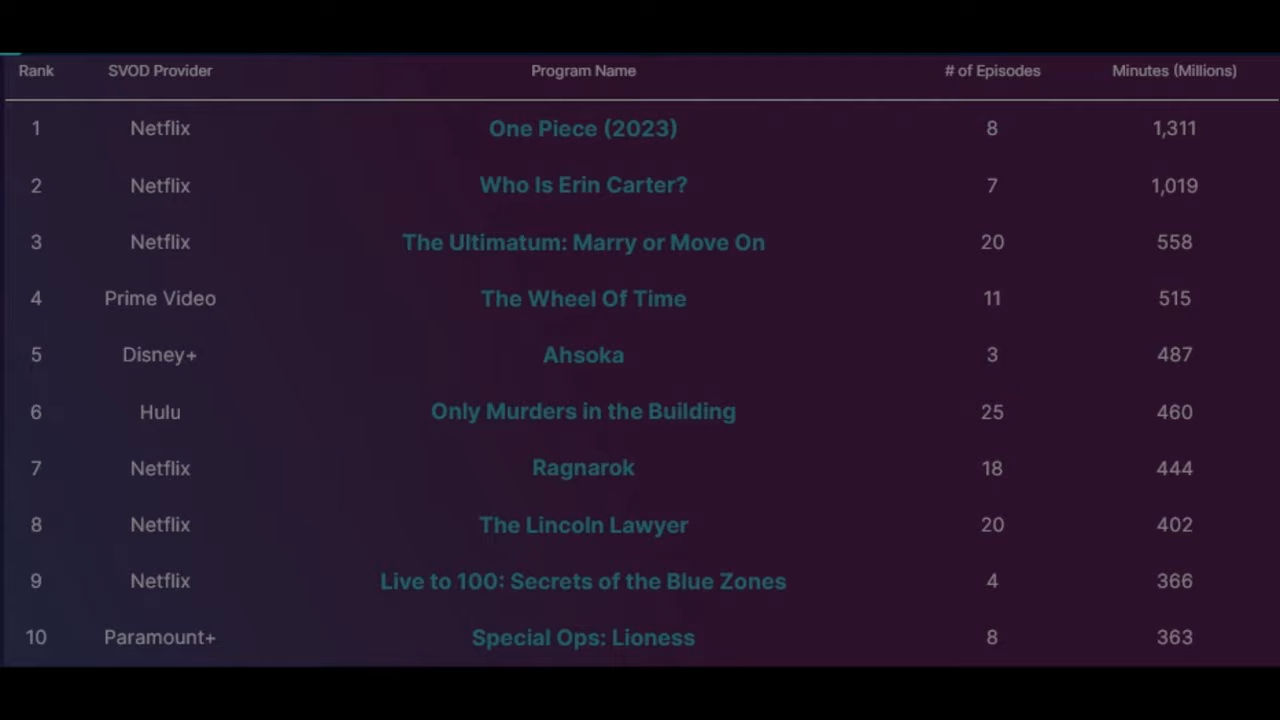 Rank SVOD Provider Program Name # of Episodes Minutes (Millions)
1 Netflix One Piece (2023) 8 1,311
2 Netflix Who Is Erin Carter? 7 1,019
3 Netflix The Ultimatum: Marry or Move On 20 558
4 Prime Video The Wheel Of Time 11 515
5 Disney+ Ahsoka 3 487
6 Hulu Only Murders in the Building 25 460
7 Netflix Ragnarok 18 444
8 Netflix The Lincoln Lawyer 20 402
9 Netflix Live to 100: Secrets of the Blue Zones 4 366
10 Paramount+ Special Ops: Lioness 8 363